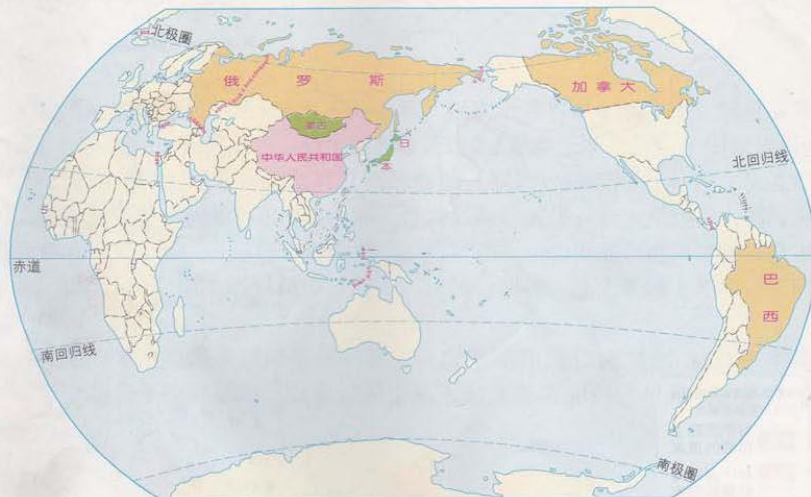 北极圈
俄罗斯
加拿大
蒙古
中华人民共和国
日本
北回归线
赤道
巴西
南回归线
南极圈